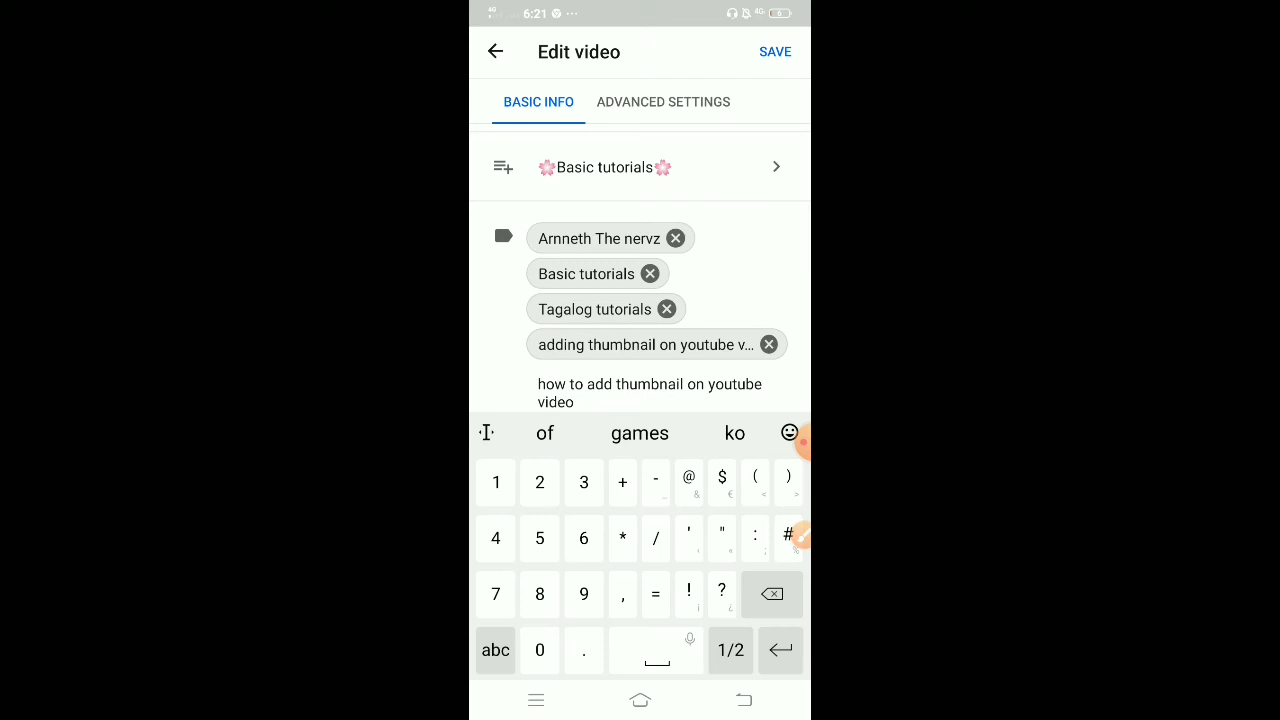 6:21 4G
Edit video SAVE
BASIC INFO ADVANCED SETTINGS
🌸Basic tutorials🌸
Arnneth The nervz
Basic tutorials
Tagalog tutorials
adding thumbnail on youtube v...
how to add thumbnail on youtube
video
of games ko
1 2 3 + - @ $ ( )
4 5 6 * / ' " : #
7 8 9 , = ! ?
abc 0 . 1/2